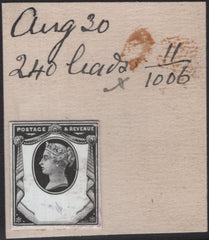 Aug 30
240 leads 11
1006
POSTAGE & REVENUE